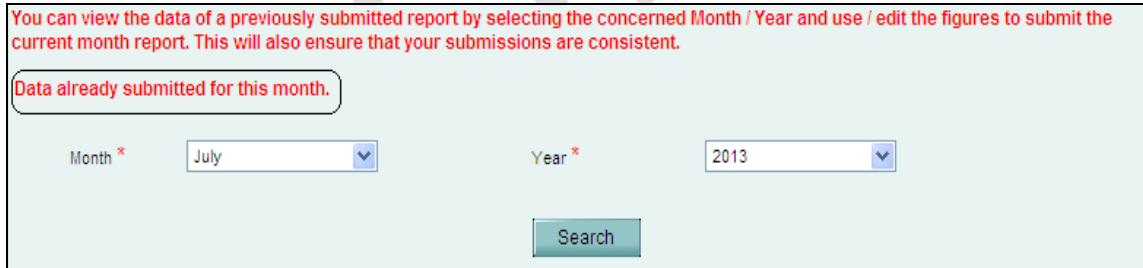 You can view the data of a previously submitted report by selecting the concerned Month / Year and use / edit the figures to submit the
current month report. This will also ensure that your submissions are consistent.
Data already submitted for this month.
Month * July Year * 2013
Search